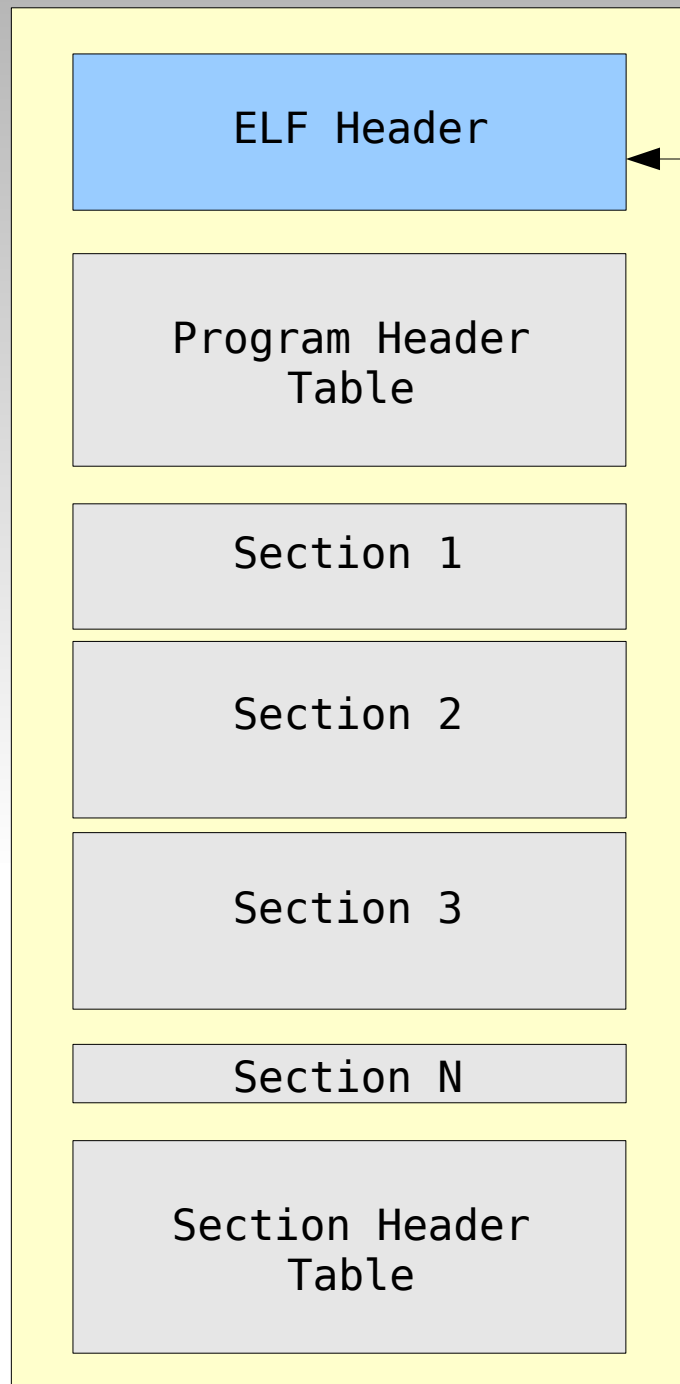 ELF Header
Program Header
Table
Section 1
Section 2
Section 3
Section N
Section Header
Table